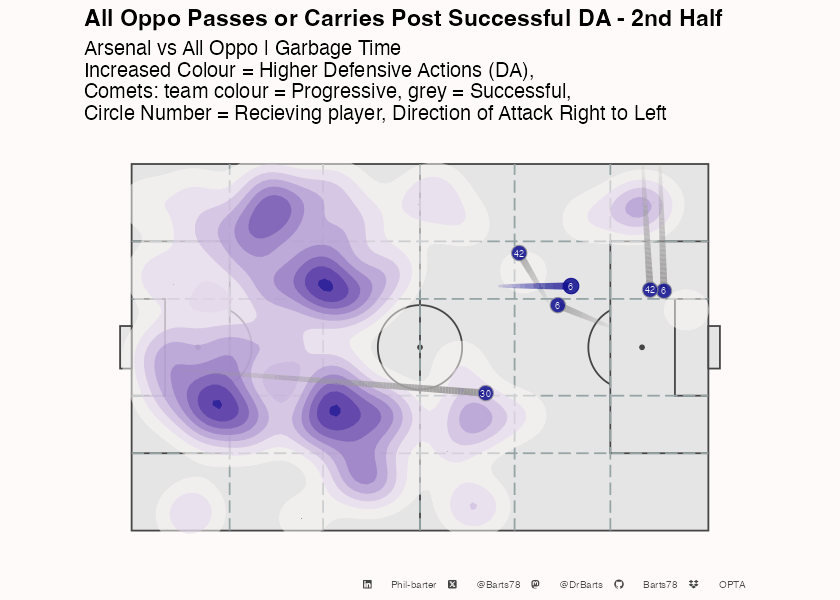 All Oppo Passes or Carries Post Successful DA - 2nd Half
Arsenal vs All Oppo | Garbage Time
Increased Colour = Higher Defensive Actions (DA),
Comets: team colour = Progressive, grey = Successful,
Circle Number = Recieving player, Direction of Attack Right to Left
42
6
42 6
6
30
Phil-barter @Barts78 @DrBarts Barts78 OPTA